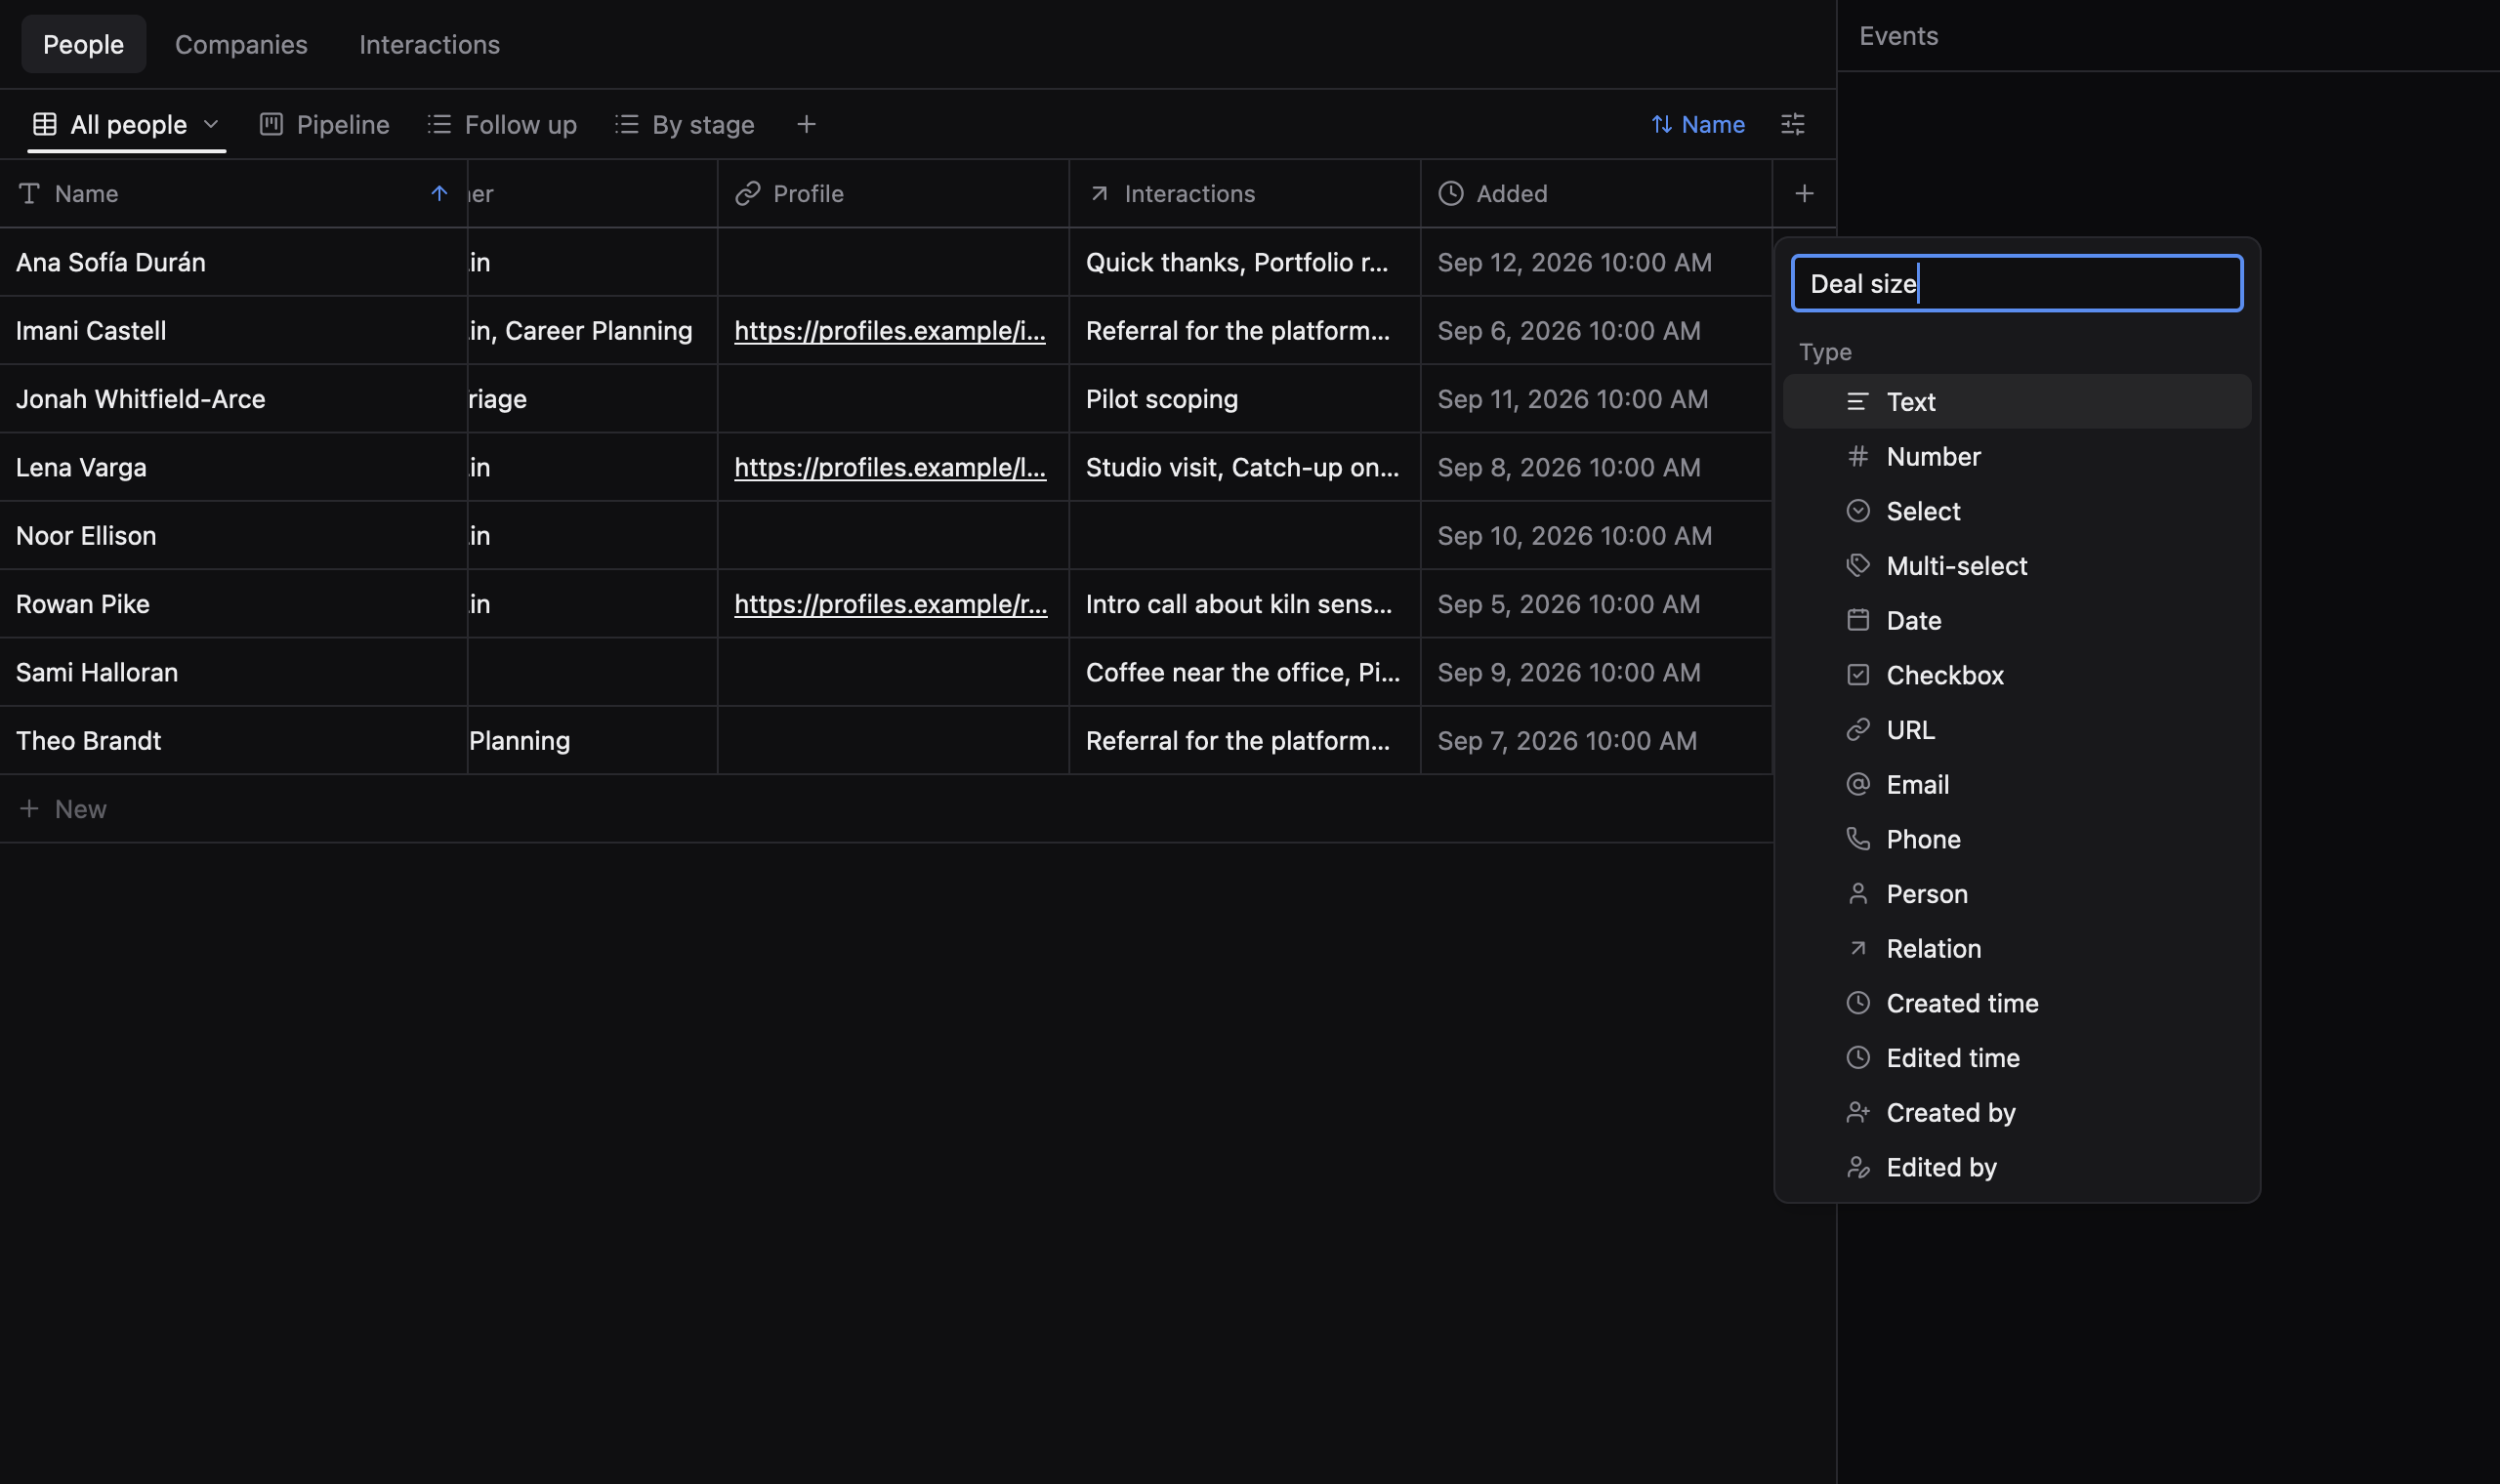 People Companies Interactions
Events
All people Pipeline Follow up By stage
Name
Name er Profile Interactions Added
Ana Sofía Durán in Quick thanks, Portfolio r... Sep 12, 2026 10:00 AM
Imani Castell in, Career Planning https://profiles.example/i... Referral for the platform... Sep 6, 2026 10:00 AM
Jonah Whitfield-Arce riage Pilot scoping Sep 11, 2026 10:00 AM
Lena Varga in https://profiles.example/l... Studio visit, Catch-up on... Sep 8, 2026 10:00 AM
Noor Ellison in Sep 10, 2026 10:00 AM
Rowan Pike in https://profiles.example/r... Intro call about kiln sens... Sep 5, 2026 10:00 AM
Sami Halloran Coffee near the office, Pi... Sep 9, 2026 10:00 AM
Theo Brandt Planning Referral for the platform... Sep 7, 2026 10:00 AM
New
Deal size
Type
Text
Number
Select
Multi-select
Date
Checkbox
URL
Email
Phone
Person
Relation
Created time
Edited time
Created by
Edited by